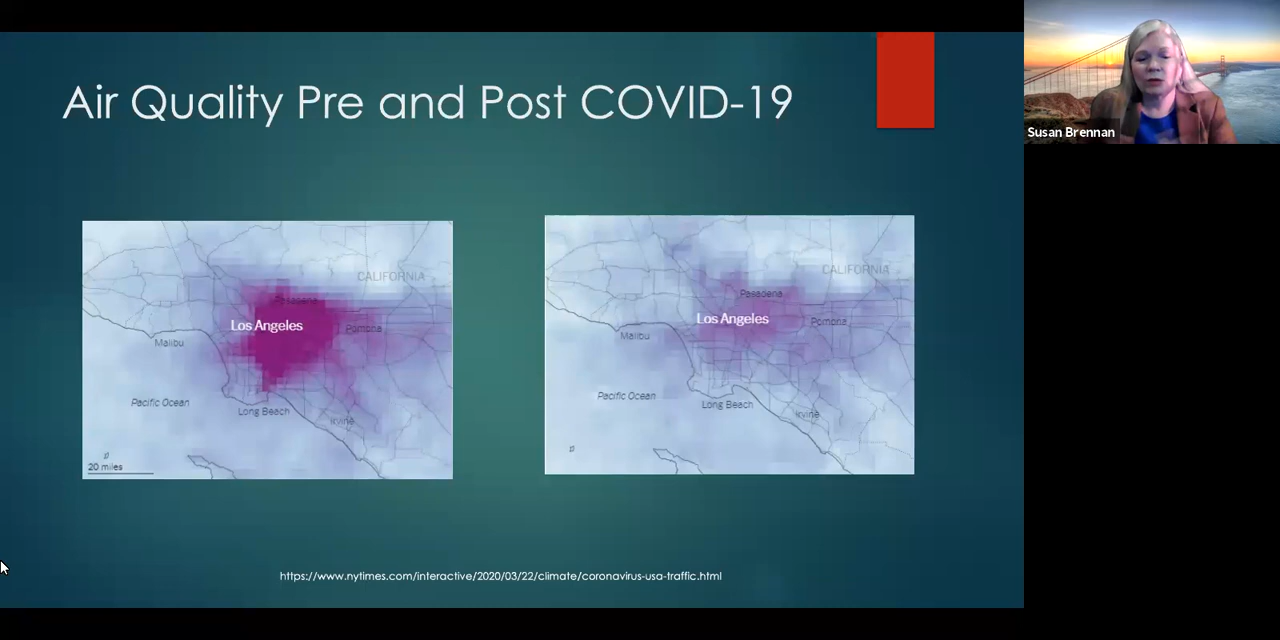 Air Quality Pre and Post COVID-19
Susan Brennan
CALIFORNIA
Pasadena
Los Angeles
Pomona
Malibu
Pacific Ocean
Long Beach
Irvine
20 miles
CALIFORNIA
Pasadena
Los Angeles
Pomona
Malibu
Pacific Ocean
Long Beach
Irvine
https://www.nytimes.com/interactive/2020/03/22/climate/coronavirus-usa-traffic.html